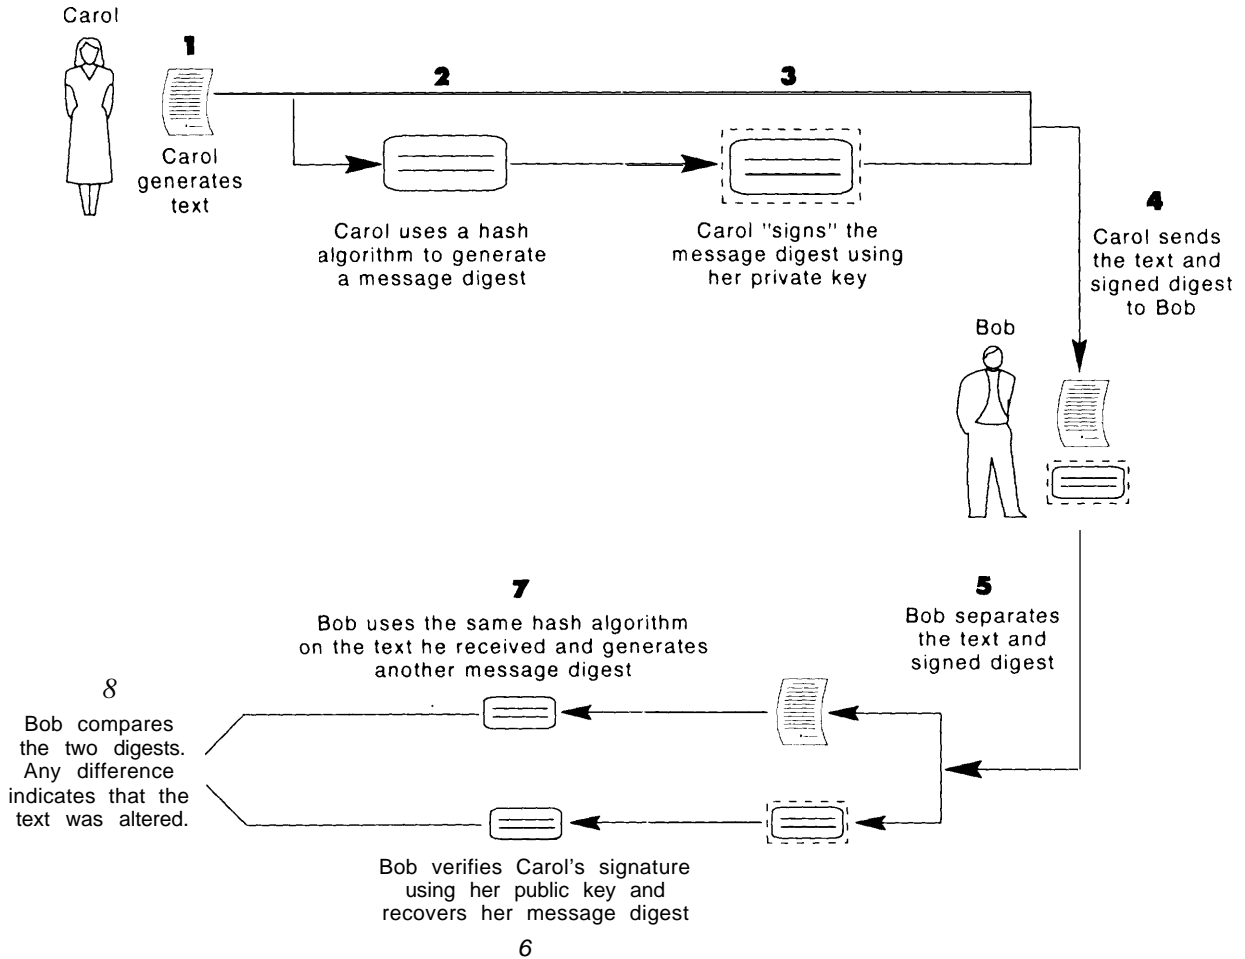 Carol
1
Carol
generates
text
2
Carol uses a hash
algorithm to generate
a message digest
3
Carol "signs" the
message digest using
her private key
4
Carol sends
the text and
signed digest
to Bob
Bob
5
Bob separates
the text and
signed digest
7
Bob uses the same hash algorithm
on the text he received and generates
another message digest
8
Bob compares
the two digests.
Any difference
indicates that the
text was altered.
Bob verifies Carol's signature
using her public key and
recovers her message digest
6